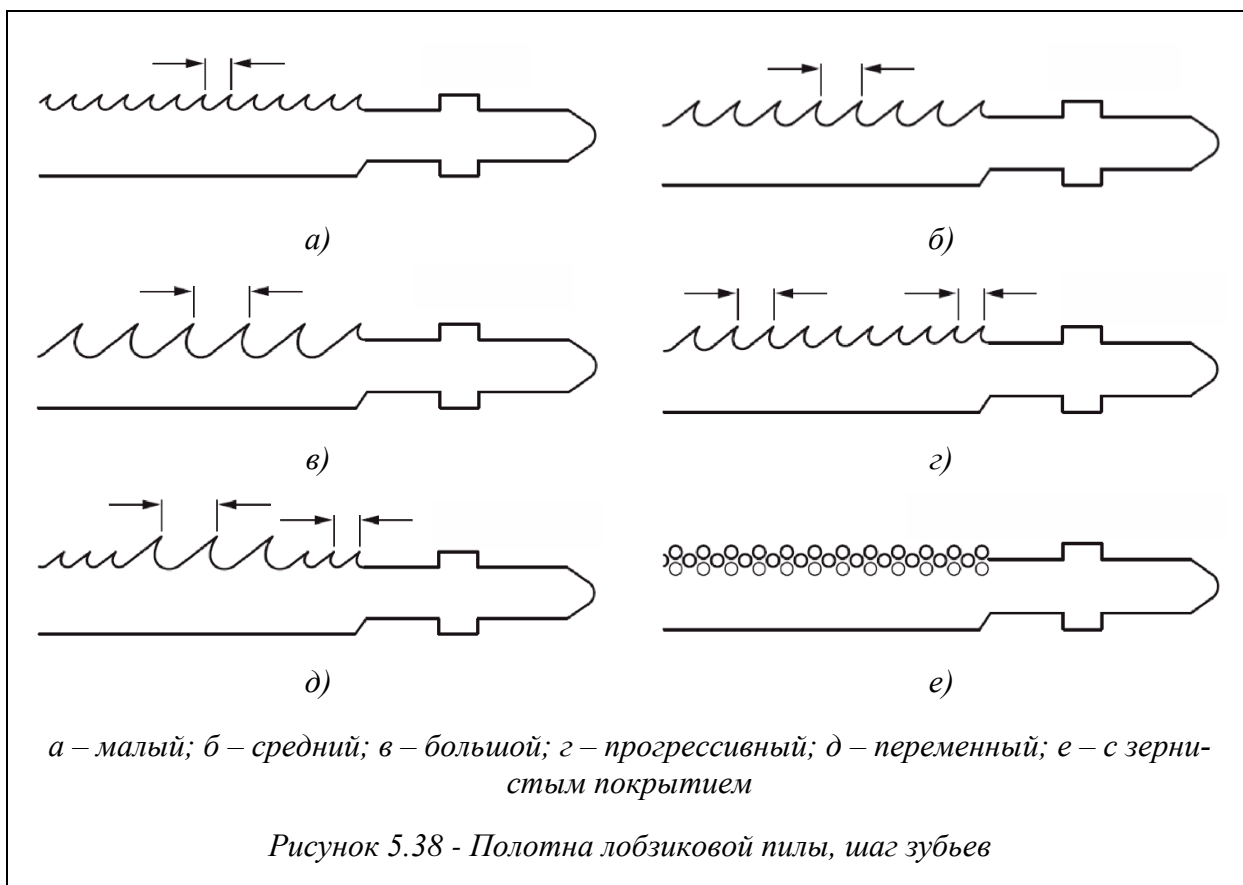 а)
б)
в)
г)
д)
е)
а – малый; б – средний; в – большой; г – прогрессивный; д – переменный; е – с зерни-
стым покрытием
Рисунок 5.38 - Полотна лобзиковой пилы, шаг зубьев